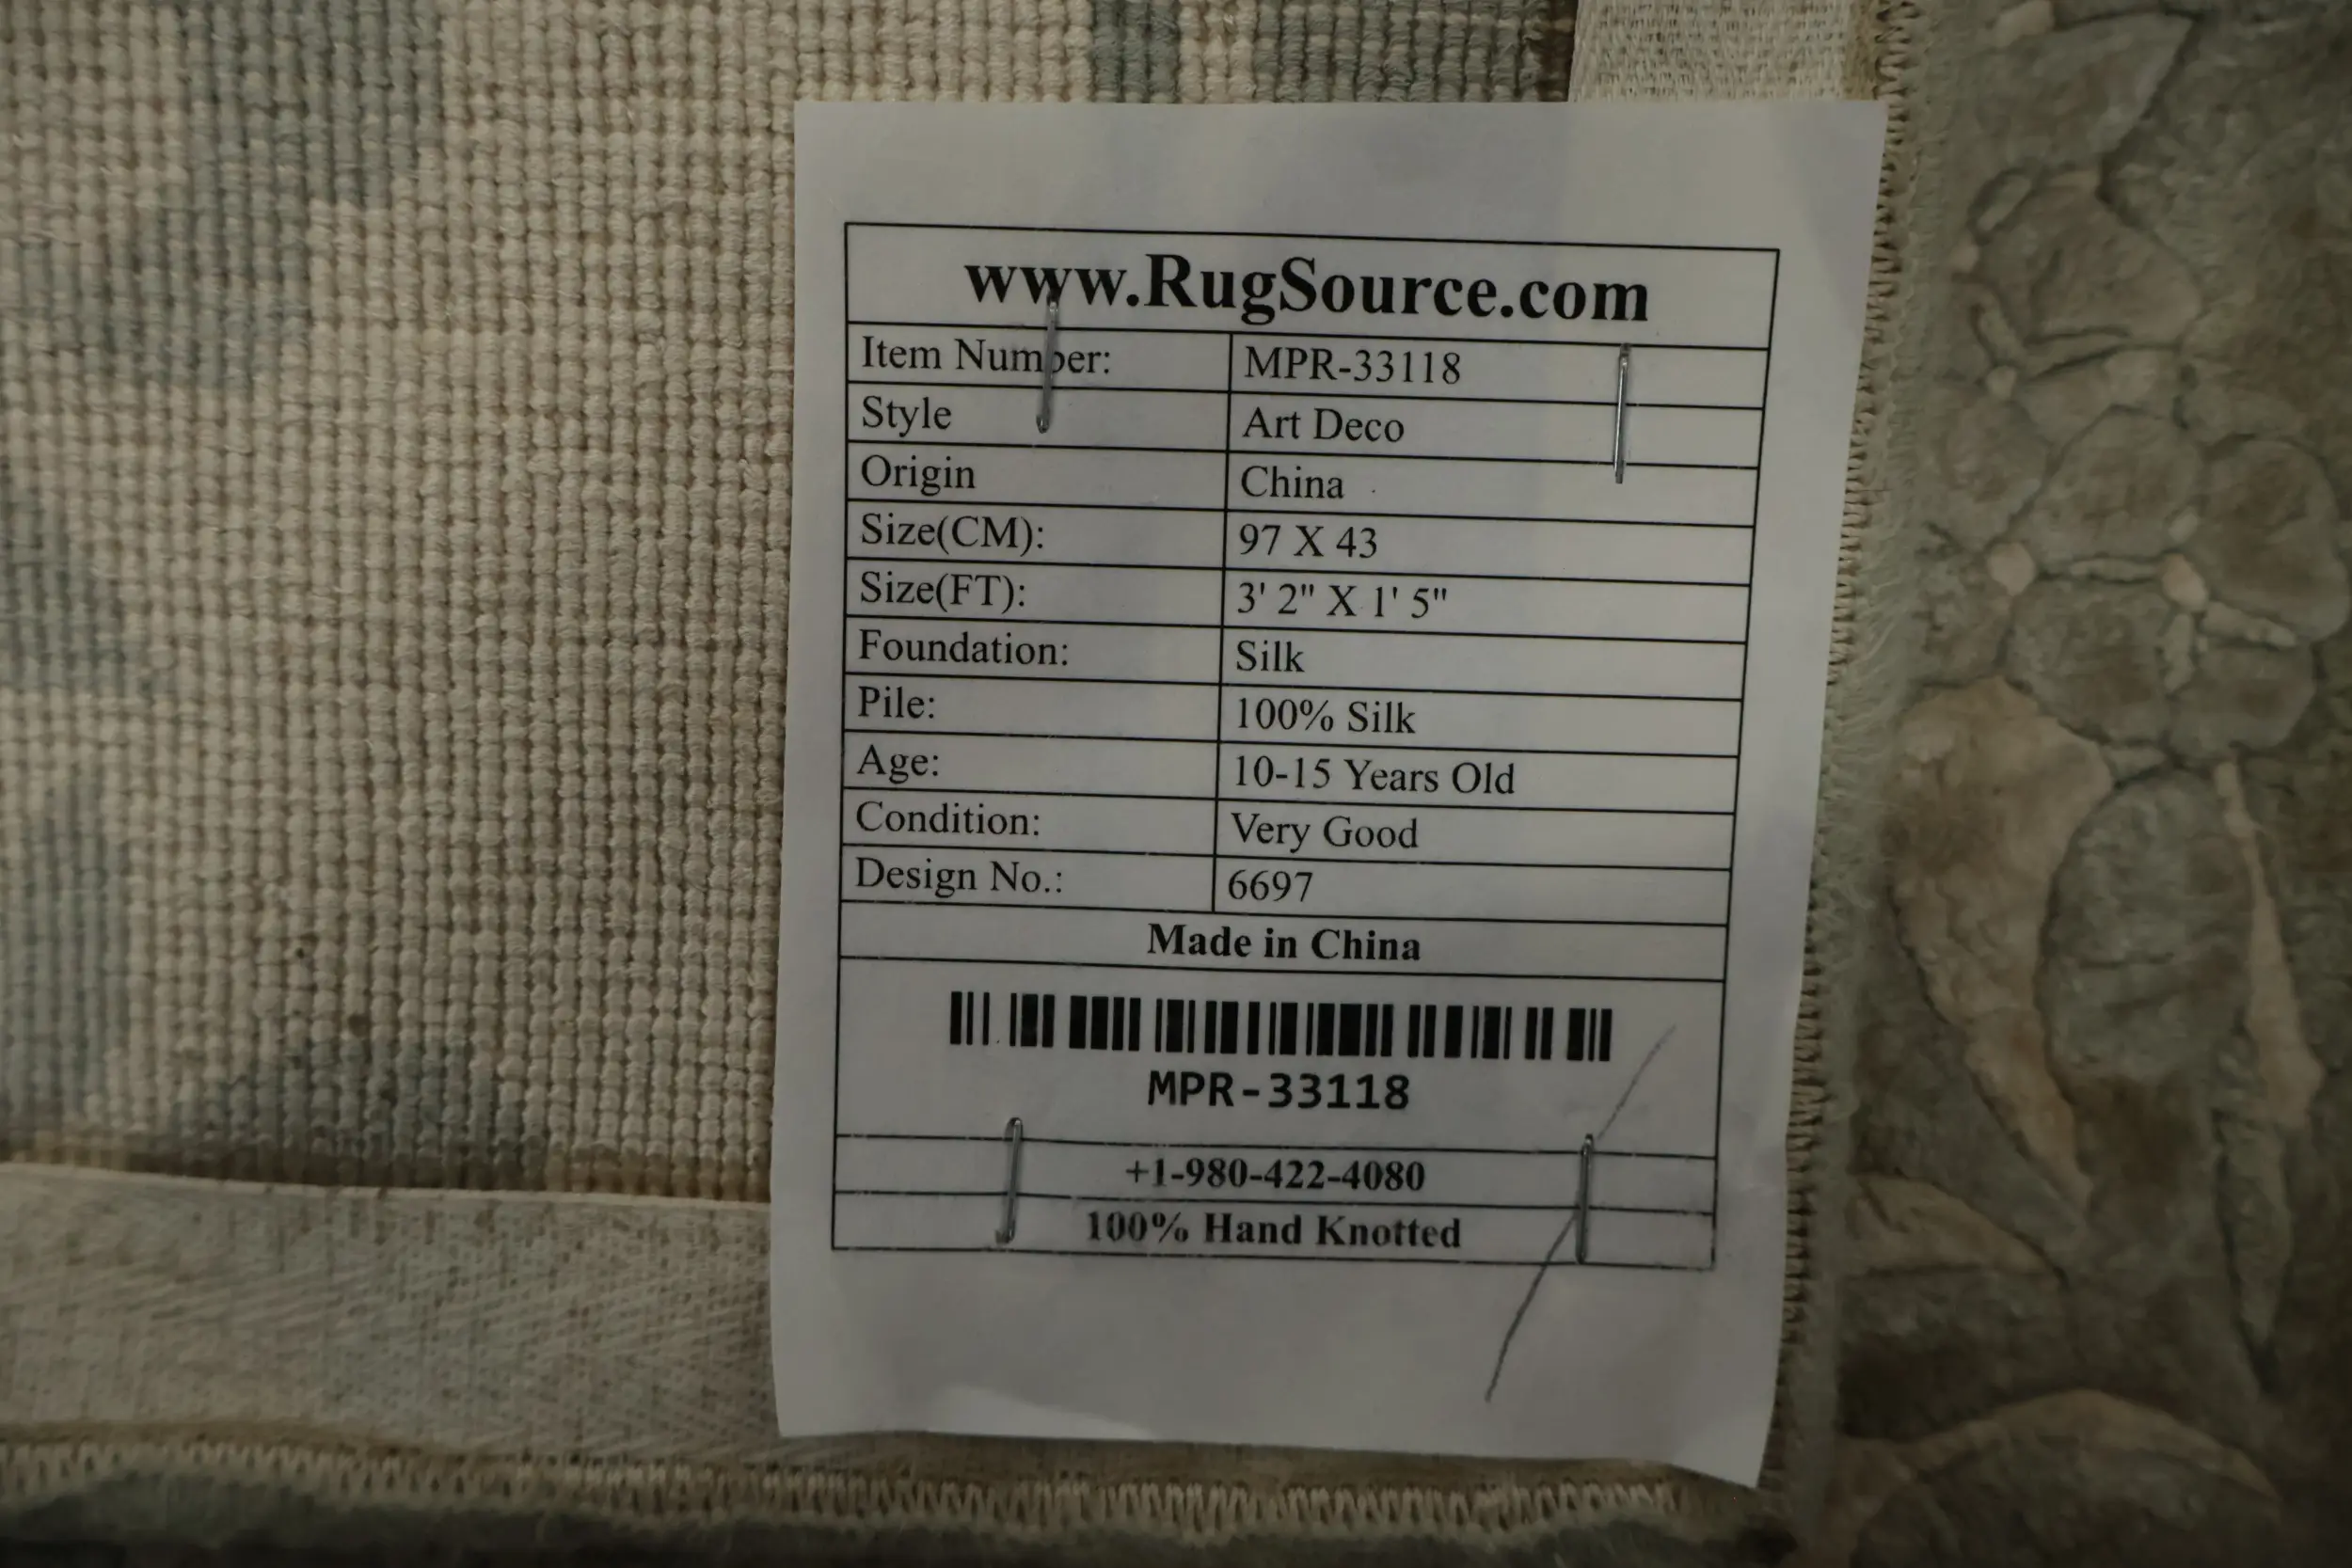 www.RugSource.com
Item Number: MPR-33118
Style Art Deco
Origin China
Size(CM): 97 X 43
Size(FT): 3' 2" X 1' 5"
Foundation: Silk
Pile: 100% Silk
Age: 10-15 Years Old
Condition: Very Good
Design No.: 6697
Made in China
MPR-33118
+1-980-422-4080
100% Hand Knotted